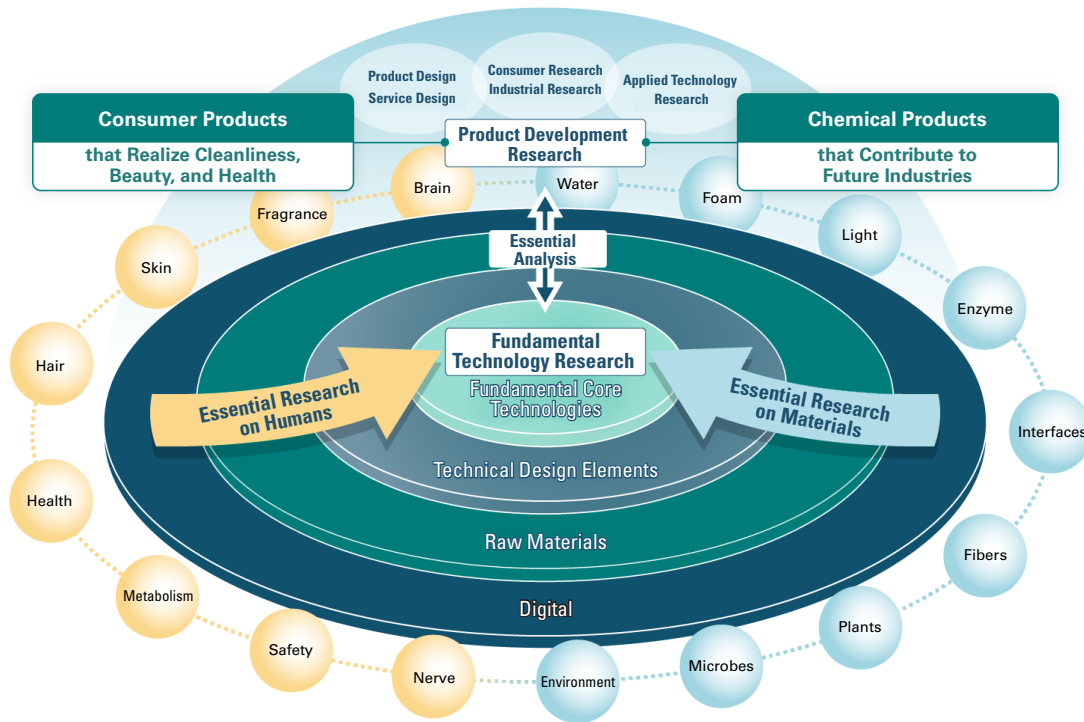 Product Design
Service Design
Consumer Research
Industrial Research
Applied Technology
Research
Consumer Products
that Realize Cleanliness,
Beauty, and Health
Product Development
Research
Chemical Products
that Contribute to
Future Industries
Brain
Water
Foam
Fragrance
Light
Skin
Enzyme
Hair
Interfaces
Health
Fibers
Metabolism
Plants
Safety
Microbes
Nerve
Environment
Essential
Analysis
Fundamental
Technology Research
Fundamental Core
Technologies
Essential Research
on Humans
Essential Research
on Materials
Technical Design Elements
Raw Materials
Digital